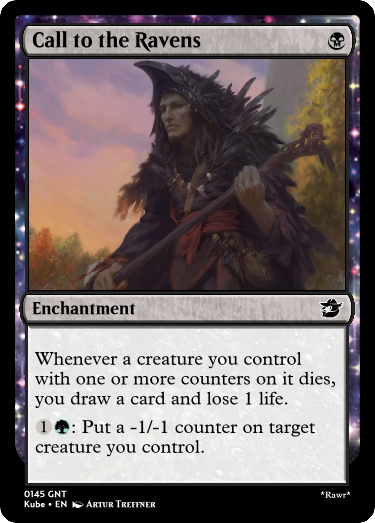 Call to the Ravens
Enchantment
Whenever a creature you control
with one or more counters on it dies,
you draw a card and lose 1 life.
1 : Put a -1/-1 counter on target
creature you control.
0145 GNT
Kube • EN Artur Treffner
*Rawr*